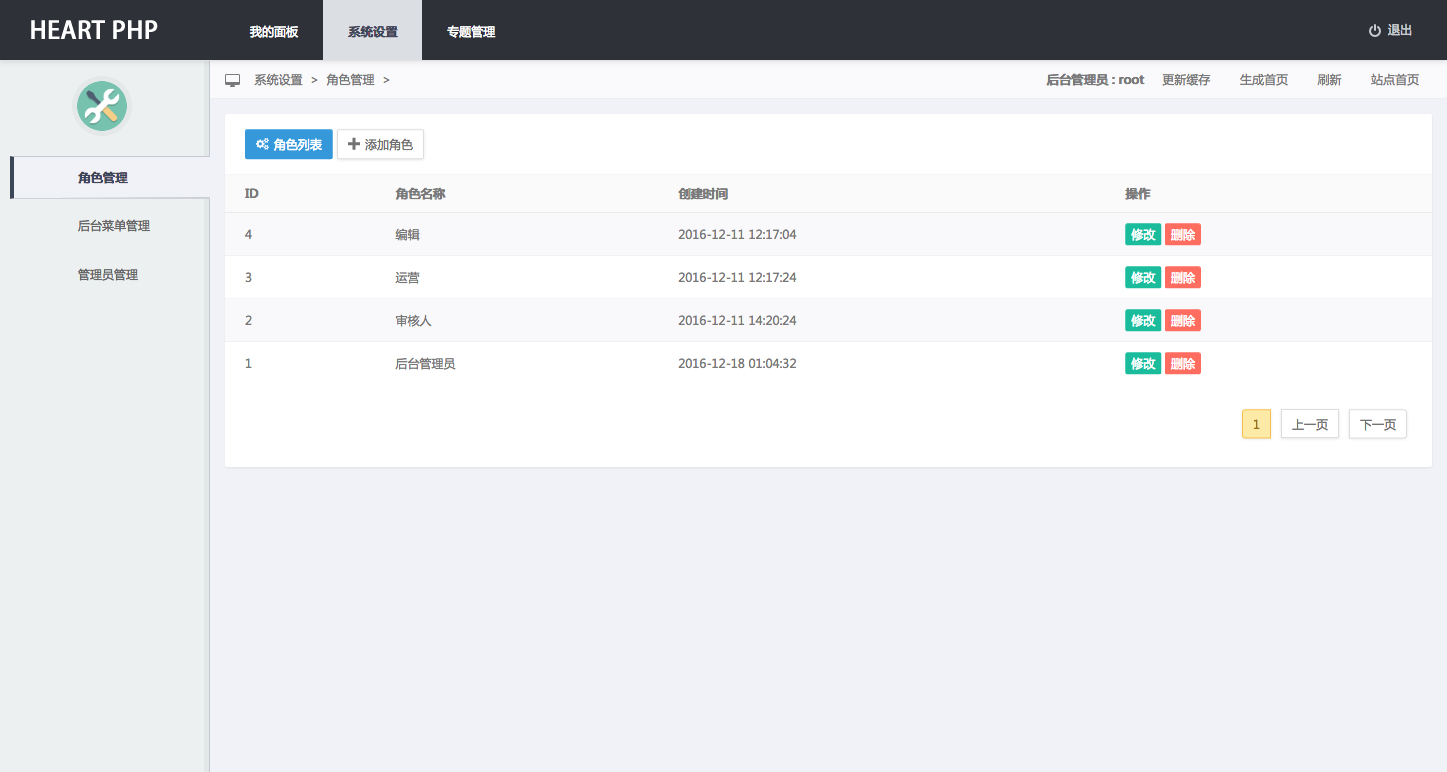 HEART PHP 我的面板 系统设置 专题管理 退出
系统设置 > 角色管理 > 后台管理员 : root 更新缓存 生成首页 刷新 站点首页
角色列表 添加角色
角色管理
后台菜单管理
管理员管理
ID 角色名称 创建时间 操作
4 编辑 2016-12-11 12:17:04 修改 删除
3 运营 2016-12-11 12:17:24 修改 删除
2 审核人 2016-12-11 14:20:24 修改 删除
1 后台管理员 2016-12-18 01:04:32 修改 删除
1 上一页 下一页